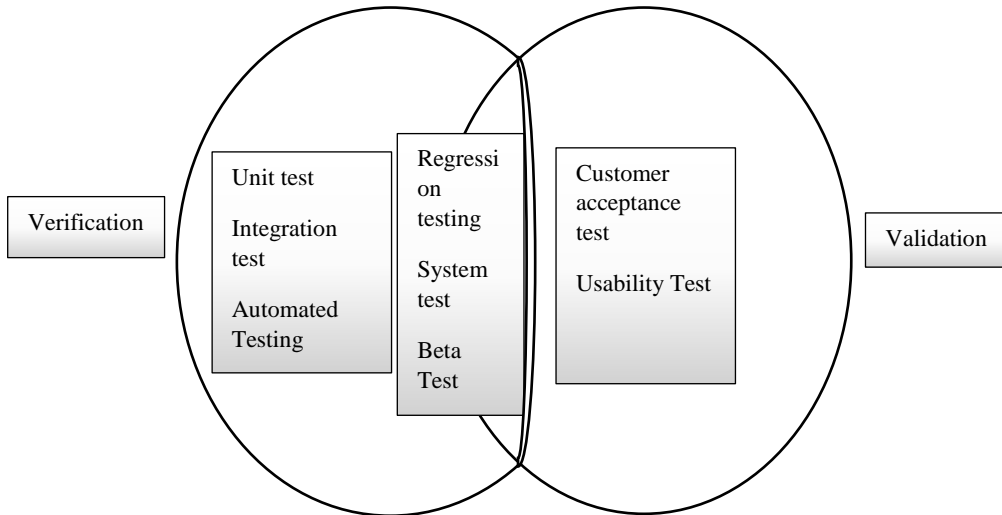 Verification
Unit test
Integration
test
Automated
Testing
Regressi
on
testing
System
test
Beta
Test
Customer
acceptance
test
Usability Test
Validation